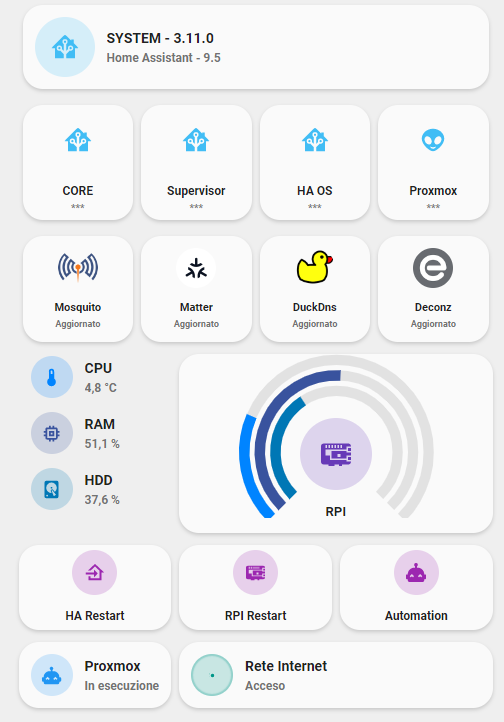 SYSTEM - 3.11.0
Home Assistant - 9.5
CORE
***
Supervisor
***
HA OS
***
Proxmox
***
Mosquito
Aggiornato
Matter
Aggiornato
DuckDns
Aggiornato
Deconz
Aggiornato
CPU
4,8 °C
RAM
51,1 %
HDD
37,6 %
RPI
HA Restart
RPI Restart
Automation
Proxmox
In esecuzione
Rete Internet
Acceso